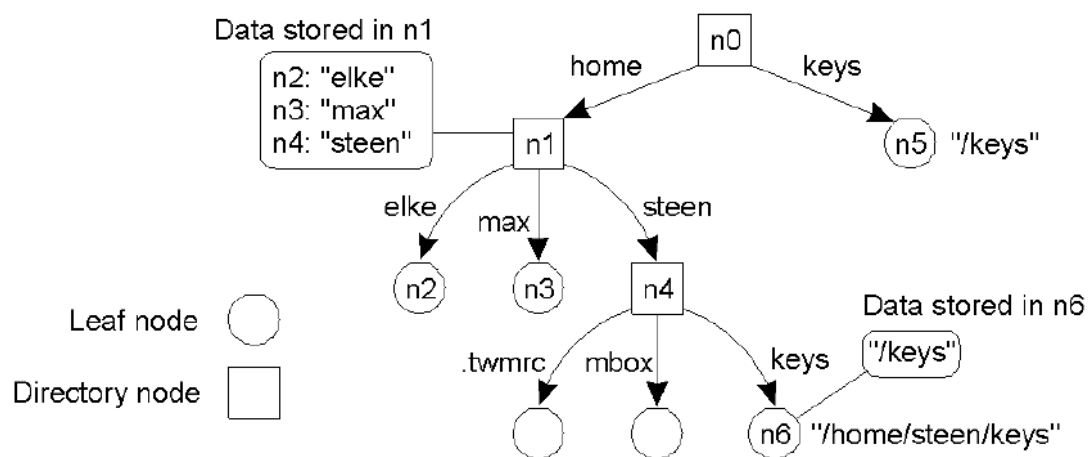 Data stored in n1
n0
n2: "elke"
n3: "max"
n4: "steen"
home
keys
n1
n5
"/keys"
elke
max
steen
n2
n3
n4
Leaf node
Data stored in n6
"/keys"
.twmrc
mbox
keys
Directory node
n6
"/home/steen/keys"